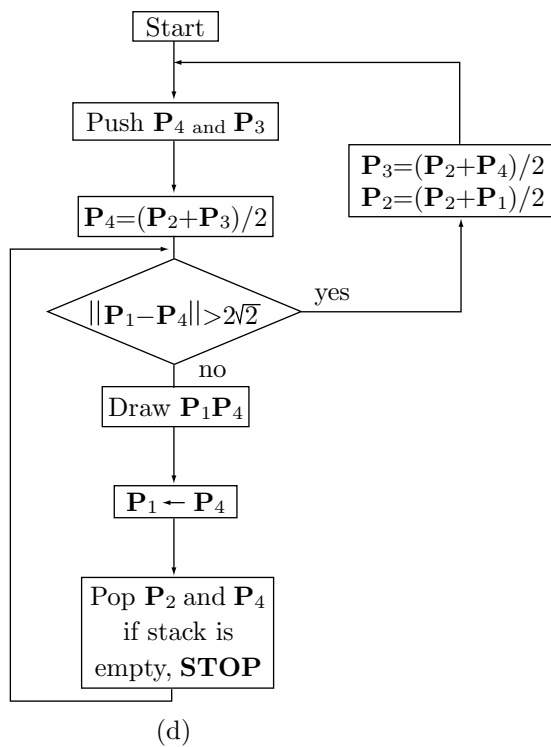 Start
Push P₄ and P₃
P₄=(P₂+P₃)/2
||P₁−P₄||>2√2
yes
P₃=(P₂+P₄)/2
P₂=(P₂+P₁)/2
no
Draw P₁P₄
P₁ ← P₄
Pop P₂ and P₄
if stack is
empty, STOP
(d)